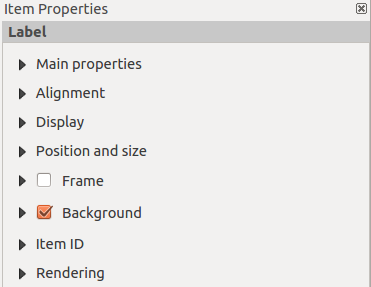 Item Properties
Label
Main properties
Alignment
Display
Position and size
Frame
Background
Item ID
Rendering